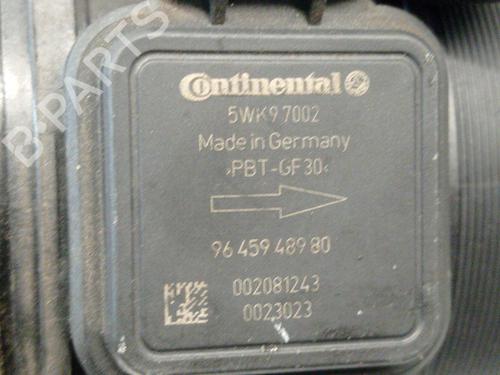 B-PARTS
Continental
5WK9 7002
Made in Germany
>PBT-GF30<
96 459 489 80
002081243
0023023